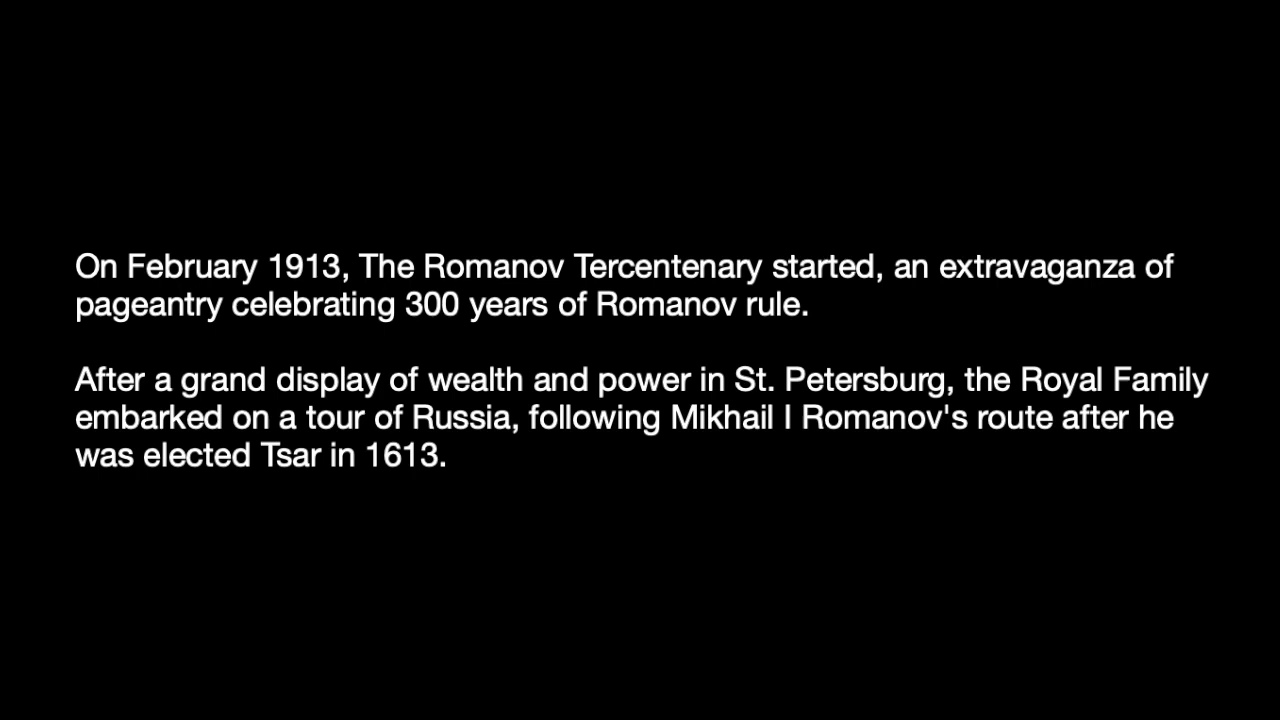 On February 1913, The Romanov Tercentenary started, an extravaganza of
pageantry celebrating 300 years of Romanov rule.
After a grand display of wealth and power in St. Petersburg, the Royal Family
embarked on a tour of Russia, following Mikhail I Romanov's route after he
was elected Tsar in 1613.